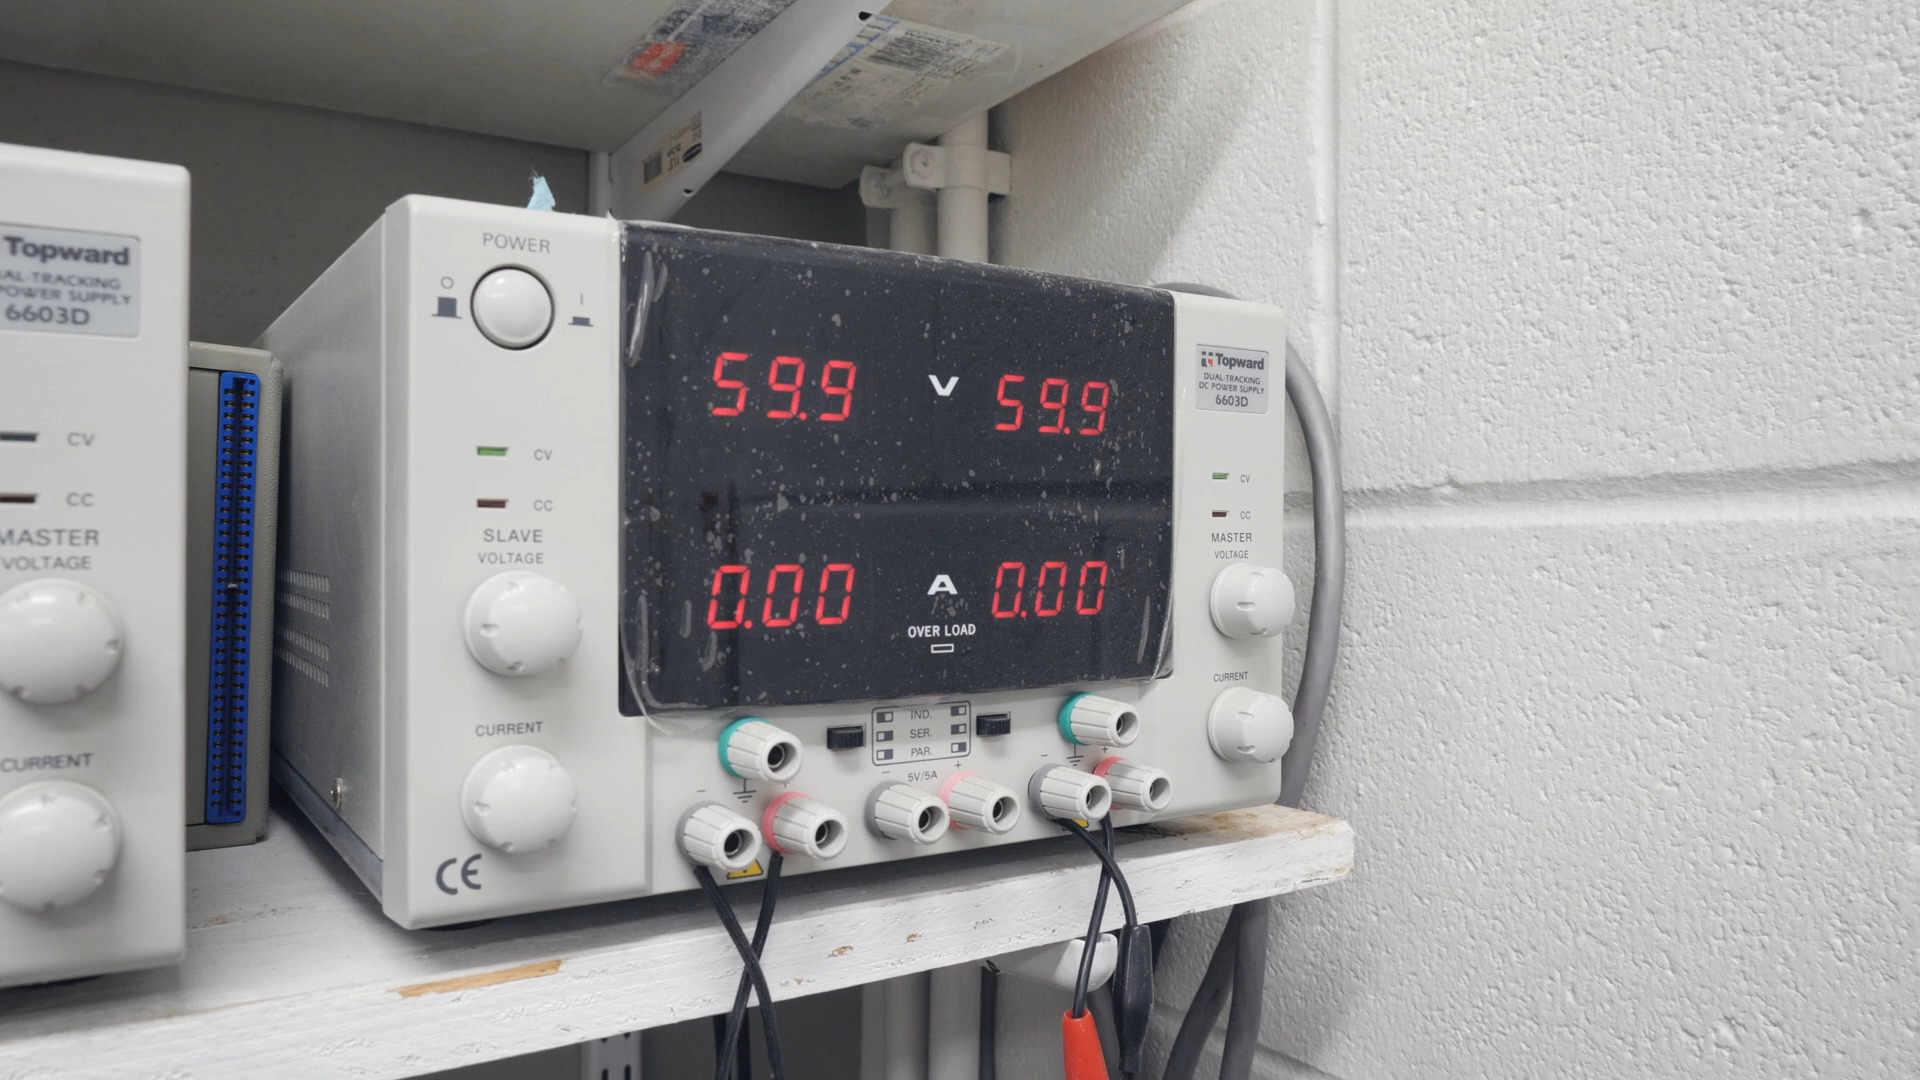 Topward
AL-TRACKING
POWER SUPPLY
6603D
CV
CC
MASTER
VOLTAGE
CURRENT
POWER
O
I
CV
CC
SLAVE
VOLTAGE
CURRENT
CE
59.9 V 59.9
0.00 A 0.00
OVER LOAD
IND.
SER.
PAR.
- 5V/5A +
- +
- +
Topward
DUAL-TRACKING
DC POWER SUPPLY
6603D
CV
CC
MASTER
VOLTAGE
CURRENT